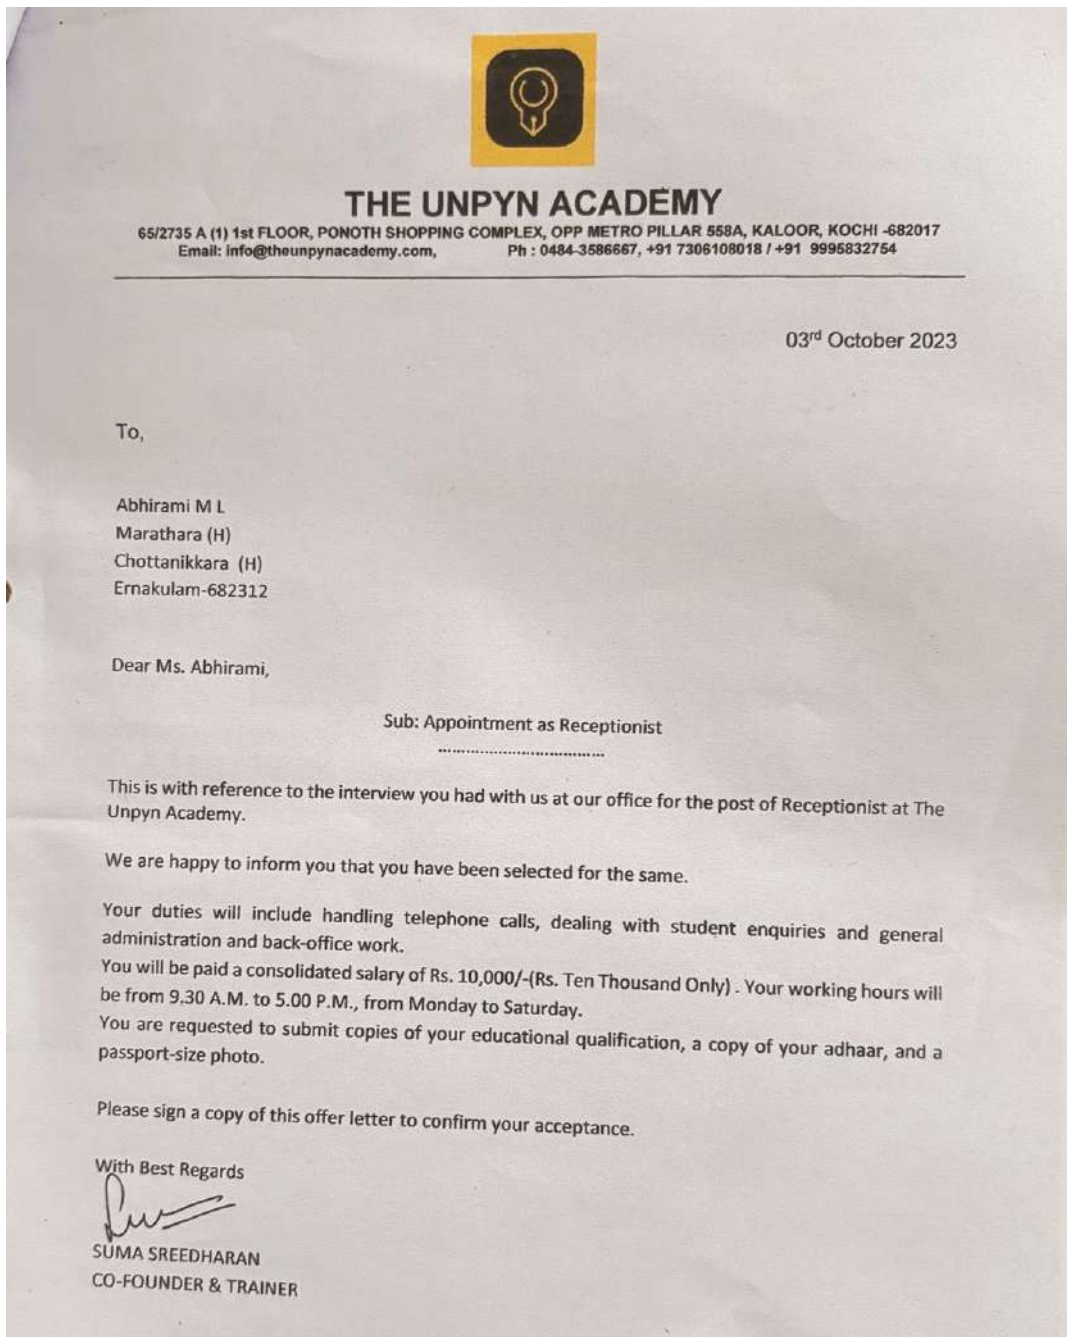 THE UNPYN ACADEMY
65/2735 A (1) 1st FLOOR, PONOTH SHOPPING COMPLEX, OPP METRO PILLAR 558A, KALOOR, KOCHI -682017
Email: info@theunpynacademy.com, Ph : 0484-3586667, +91 7306108018 / +91 9995832754
03rd October 2023
To,
Abhirami M L
Marathara (H)
Chottanikkara (H)
Ernakulam-682312
Dear Ms. Abhirami,
Sub: Appointment as Receptionist
....................................
This is with reference to the interview you had with us at our office for the post of Receptionist at The
Unpyn Academy.
We are happy to inform you that you have been selected for the same.
Your duties will include handling telephone calls, dealing with student enquiries and general
administration and back-office work.
You will be paid a consolidated salary of Rs. 10,000/-(Rs. Ten Thousand Only) . Your working hours will
be from 9.30 A.M. to 5.00 P.M., from Monday to Saturday.
You are requested to submit copies of your educational qualification, a copy of your adhaar, and a
passport-size photo.
Please sign a copy of this offer letter to confirm your acceptance.
With Best Regards
SUMA SREEDHARAN
CO-FOUNDER & TRAINER